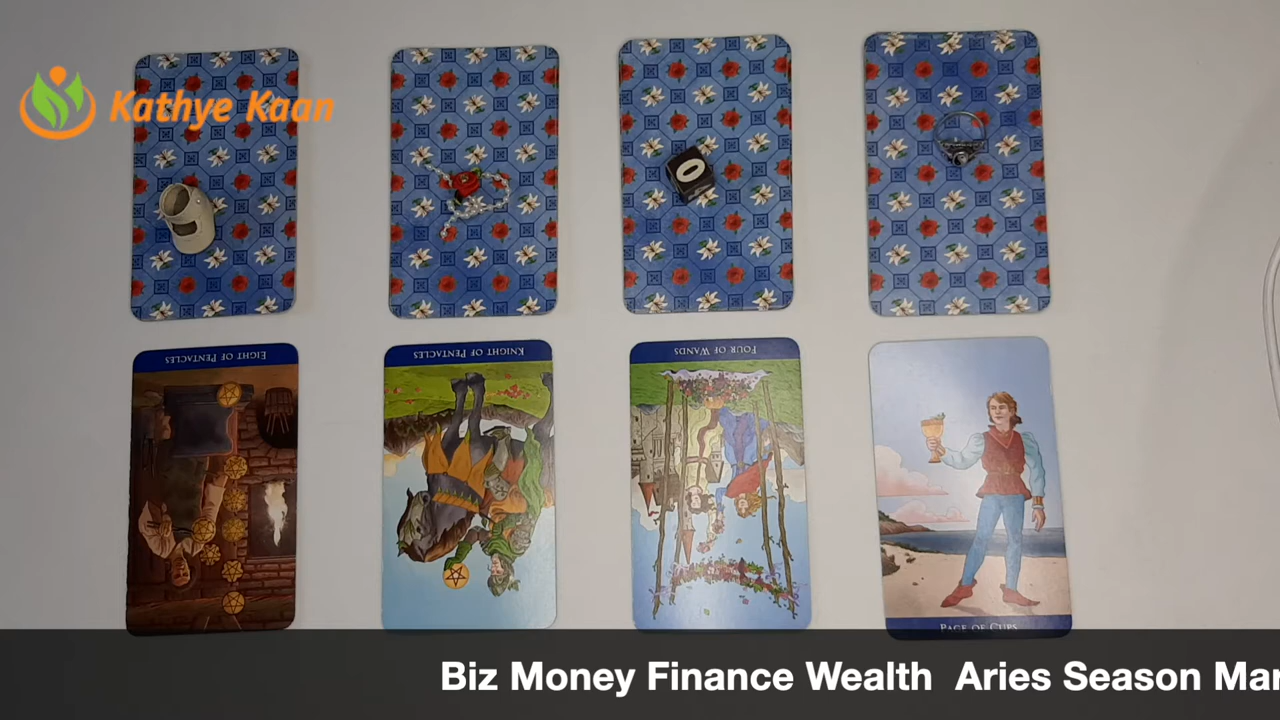 Kathye Kaan
EIGHT OF PENTACLES
KNIGHT OF PENTACLES
FOUR OF WANDS
PAGE OF CUPS
Biz Money Finance Wealth Aries Season Mar